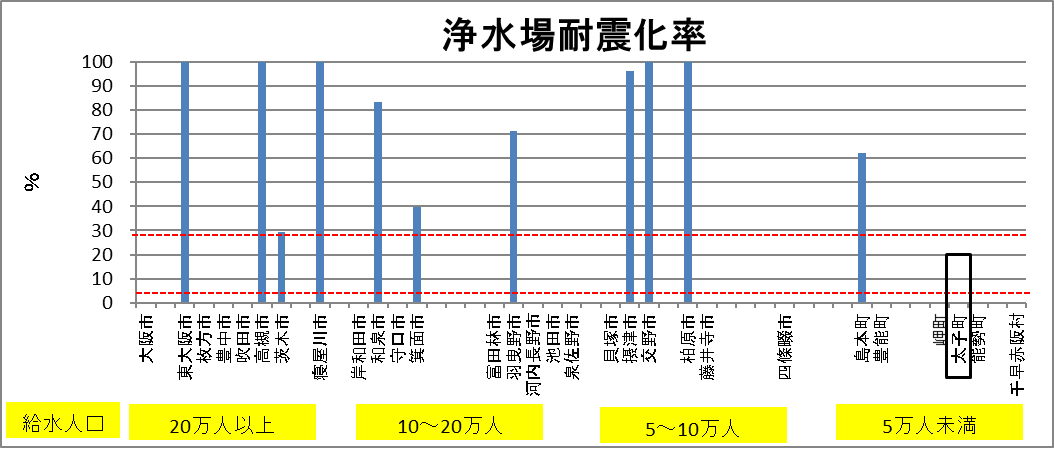 浄水場耐震化率
%
100
90
80
70
60
50
40
30
20
10
0
大阪市
東大阪市
枚方市
豊中市
吹田市
高槻市
茨木市
寝屋川市
岸和田市
和泉市
守口市
箕面市
富田林市
羽曳野市
河内長野市
池田市
泉佐野市
貝塚市
摂津市
交野市
柏原市
藤井寺市
四條畷市
島本町
豊能町
岬町
太子町
能勢町
千早赤阪村
給水人口
20万人以上
10～20万人
5～10万人
5万人未満